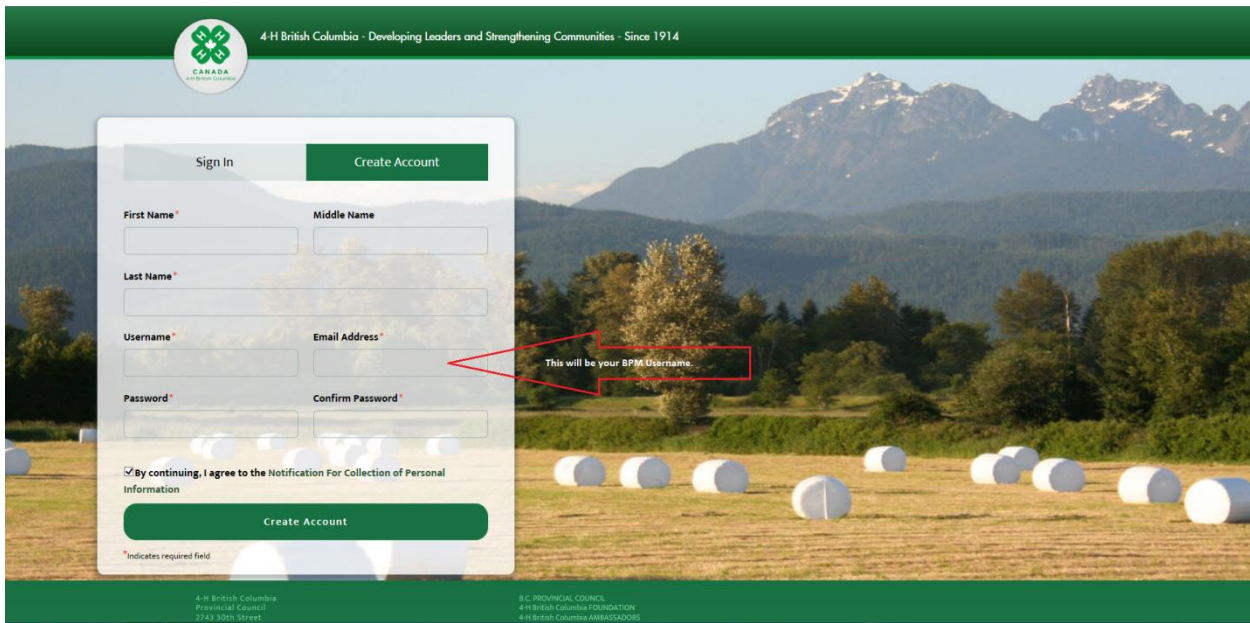 4-H British Columbia - Developing Leaders and Strengthening Communities - Since 1914
CANADA
4-H British Columbia
Sign In
Create Account
First Name*
Middle Name
Last Name*
Username*
Email Address*
This will be your BPM Username.
Password*
Confirm Password*
By continuing, I agree to the Notification For Collection of Personal
Information
Create Account
*Indicates required field
4-H British Columbia
Provincial Council
2743 30th Street
B.C. PROVINCIAL COUNCIL
4-H British Columbia FOUNDATION
4-H British Columbia AMBASSADORS